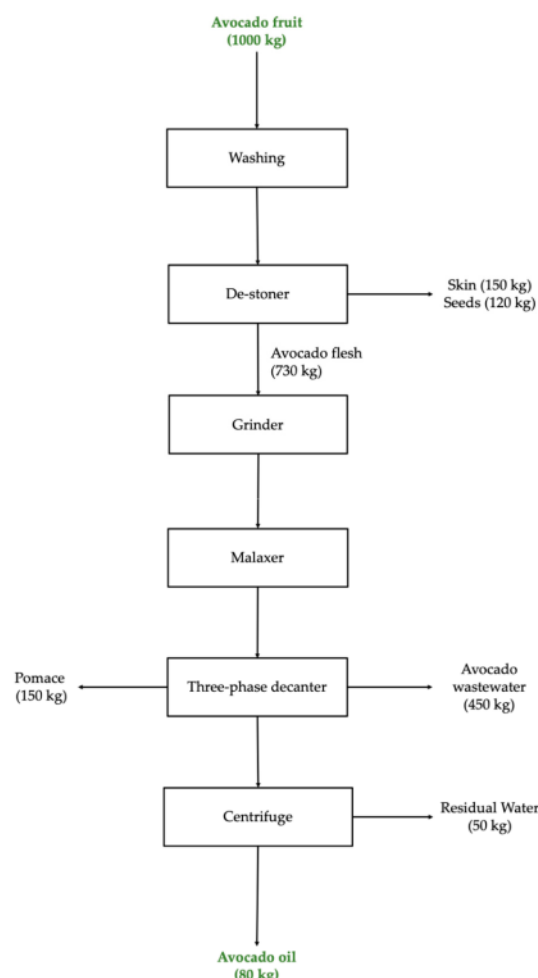 Avocado fruit
(1000 kg)
Washing
De-stoner
Skin (150 kg)
Seeds (120 kg)
Avocado flesh
(730 kg)
Grinder
Malaxer
Pomace
(150 kg)
Three-phase decanter
Avocado
wastewater
(450 kg)
Centrifuge
Residual Water
(50 kg)
Avocado oil
(80 kg)